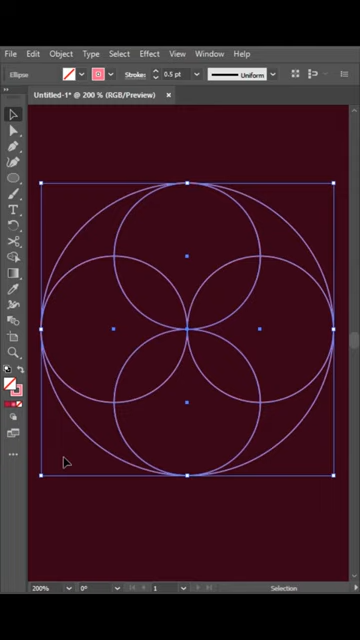 File Edit Object Type Select Effect View Window Help
Ellipse Stroke: 0.5 pt Uniform
Untitled-1* @ 200 % (RGB/Preview) ×
200% 0° 1 Selection